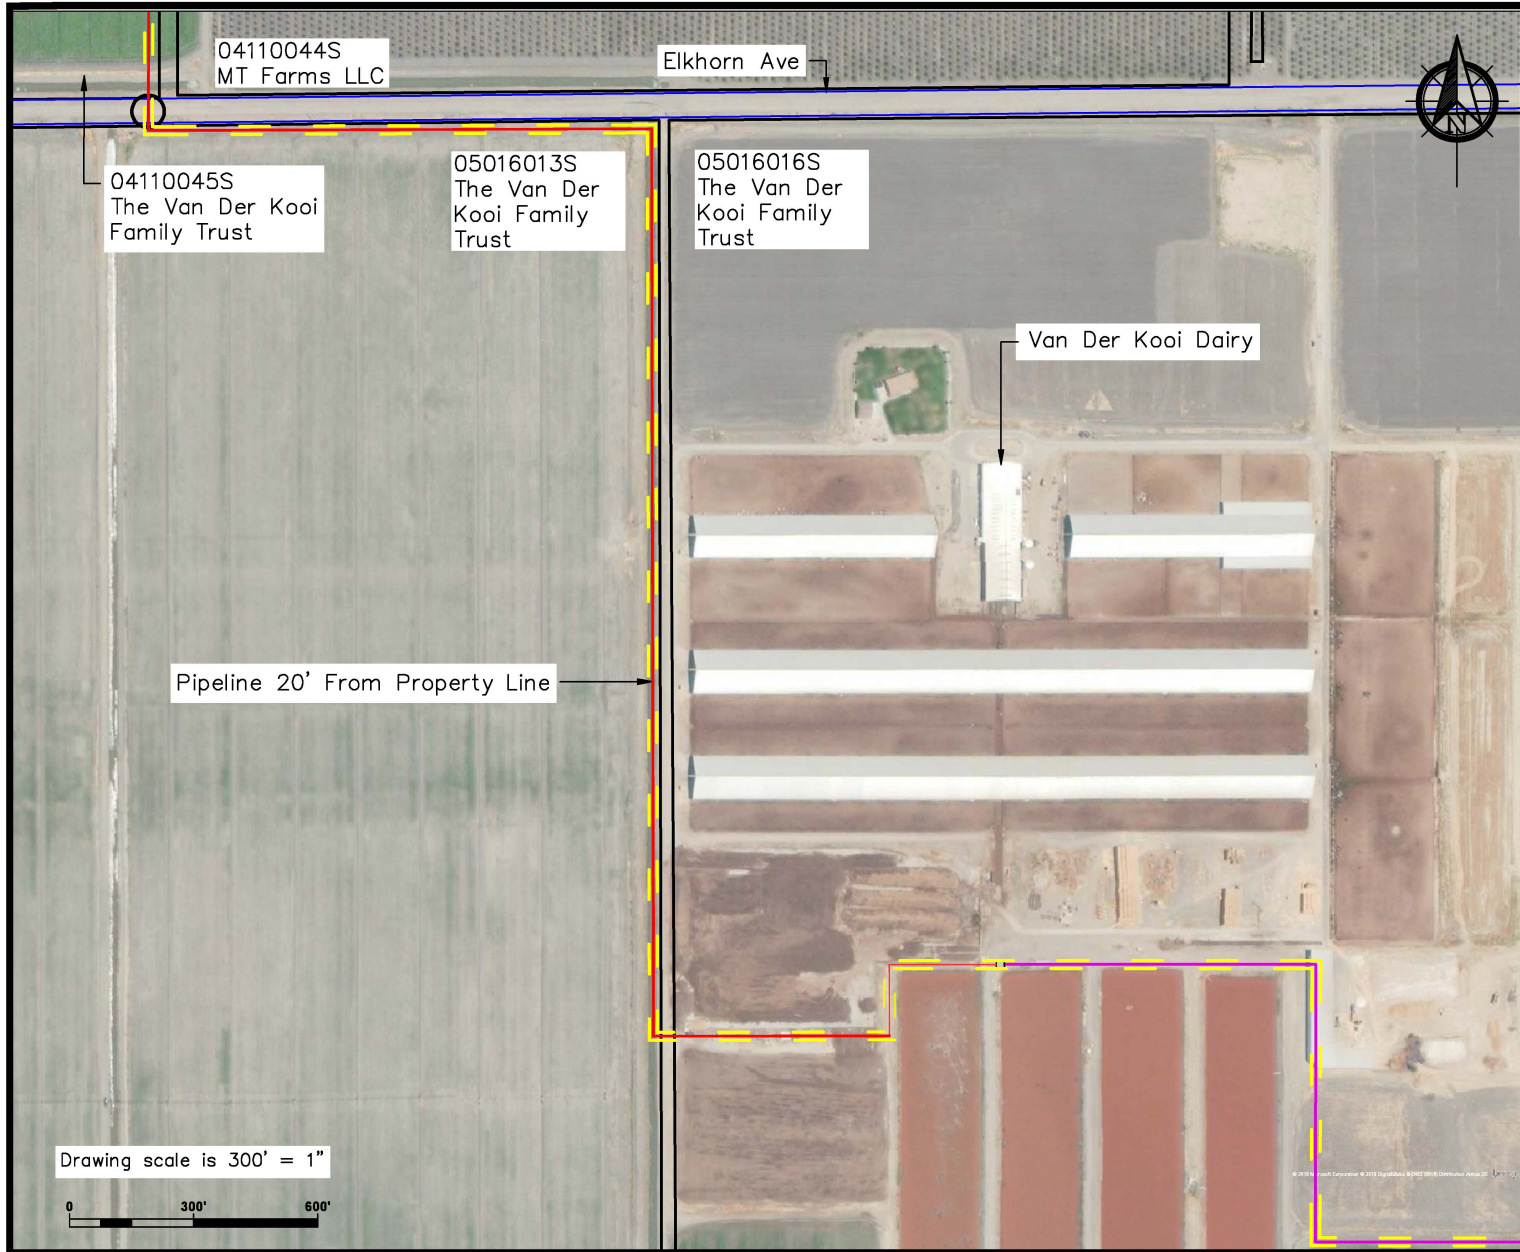 04110044S
MT Farms LLC
Elkhorn Ave
N
04110045S
The Van Der Kooi
Family Trust
05016013S
The Van Der
Kooi Family
Trust
05016016S
The Van Der
Kooi Family
Trust
Van Der Kooi Dairy
Pipeline 20' From Property Line
Drawing scale is 300' = 1"
0 300' 600'